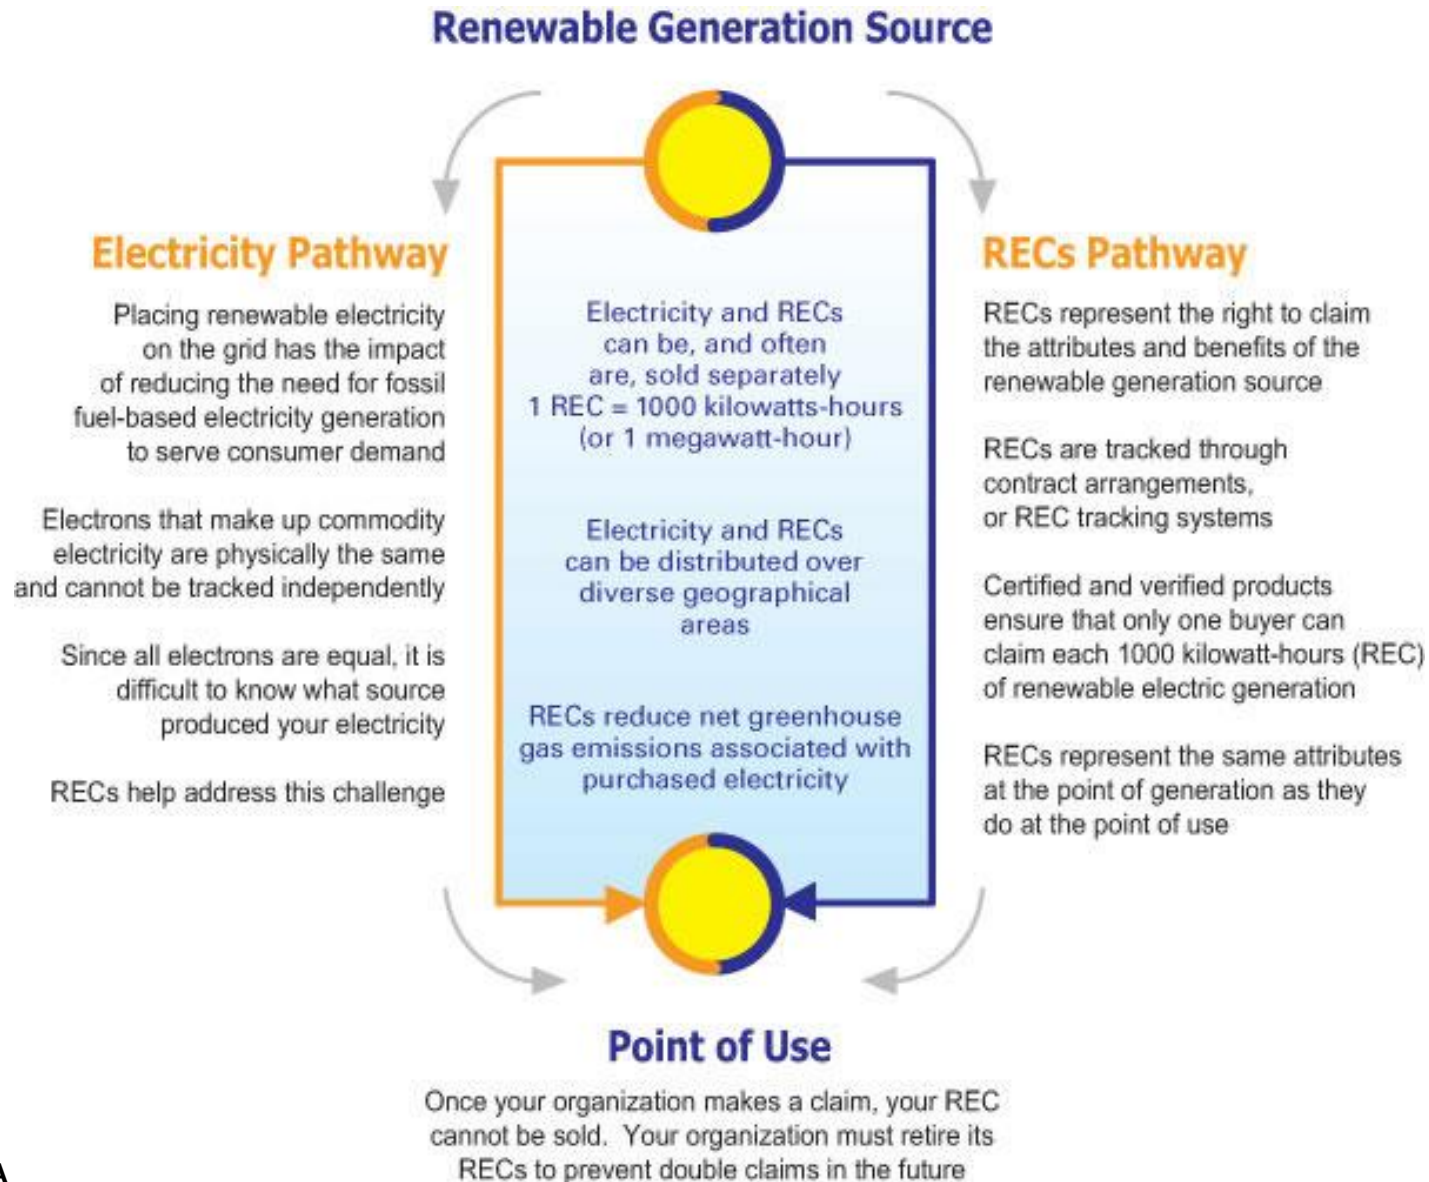 Renewable Generation Source
Electricity Pathway
Placing renewable electricity
on the grid has the impact
of reducing the need for fossil
fuel-based electricity generation
to serve consumer demand
Electrons that make up commodity
electricity are physically the same
and cannot be tracked independently
Since all electrons are equal, it is
difficult to know what source
produced your electricity
RECs help address this challenge
Electricity and RECs
can be, and often
are, sold separately
1 REC = 1000 kilowatts-hours
(or 1 megawatt-hour)
Electricity and RECs
can be distributed over
diverse geographical
areas
RECs reduce net greenhouse
gas emissions associated with
purchased electricity
RECs Pathway
RECs represent the right to claim
the attributes and benefits of the
renewable generation source
RECs are tracked through
contract arrangements,
or REC tracking systems
Certified and verified products
ensure that only one buyer can
claim each 1000 kilowatt-hours (REC)
of renewable electric generation
RECs represent the same attributes
at the point of generation as they
do at the point of use
Point of Use
Once your organization makes a claim, your REC
cannot be sold. Your organization must retire its
RECs to prevent double claims in the future